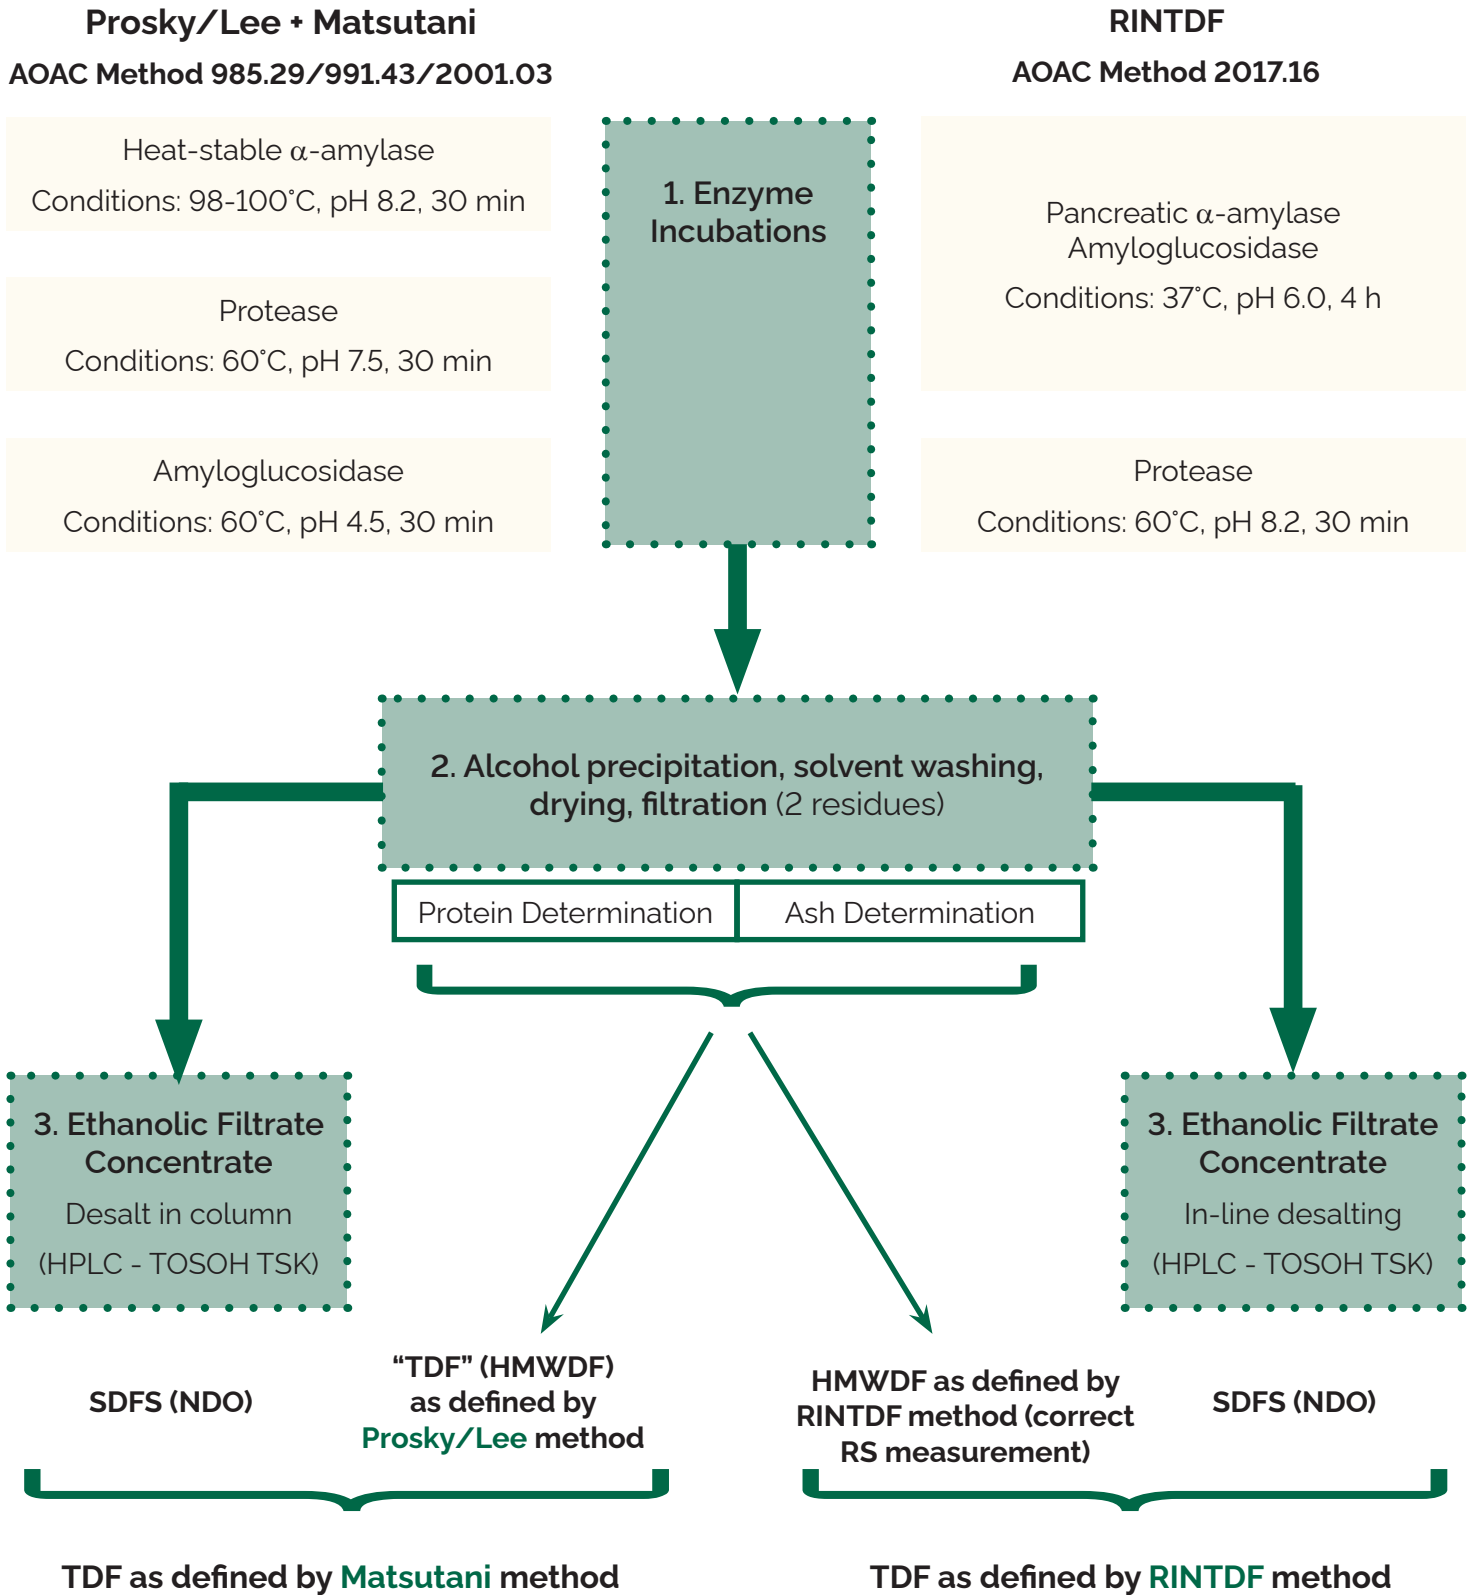 Prosky/Lee + Matsutani
AOAC Method 985.29/991.43/2001.03
RINTDF
AOAC Method 2017.16
Heat-stable α-amylase
Conditions: 98-100°C, pH 8.2, 30 min
Protease
Conditions: 60°C, pH 7.5, 30 min
Amyloglucosidase
Conditions: 60°C, pH 4.5, 30 min
1. Enzyme
Incubations
Pancreatic α-amylase
Amyloglucosidase
Conditions: 37°C, pH 6.0, 4 h
Protease
Conditions: 60°C, pH 8.2, 30 min
2. Alcohol precipitation, solvent washing,
drying, filtration (2 residues)
Protein Determination
Ash Determination
3. Ethanolic Filtrate
Concentrate
Desalt in column
(HPLC - TOSOH TSK)
3. Ethanolic Filtrate
Concentrate
In-line desalting
(HPLC - TOSOH TSK)
SDFS (NDO)
“TDF” (HMWDF)
as defined by
Prosky/Lee method
HMWDF as defined by
RINTDF method (correct
RS measurement)
SDFS (NDO)
TDF as defined by Matsutani method
TDF as defined by RINTDF method